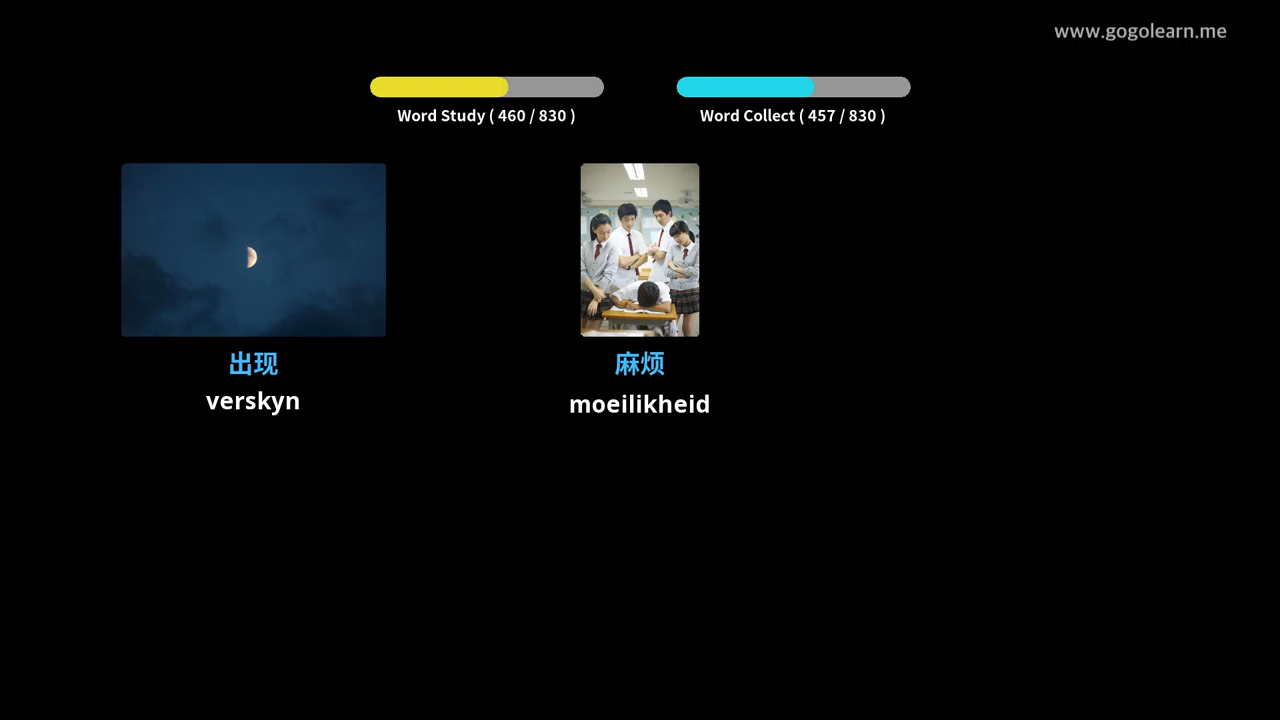 www.gogolearn.me
Word Study ( 460 / 830 )
Word Collect ( 457 / 830 )
出现
verskyn
麻烦
moeilikheid